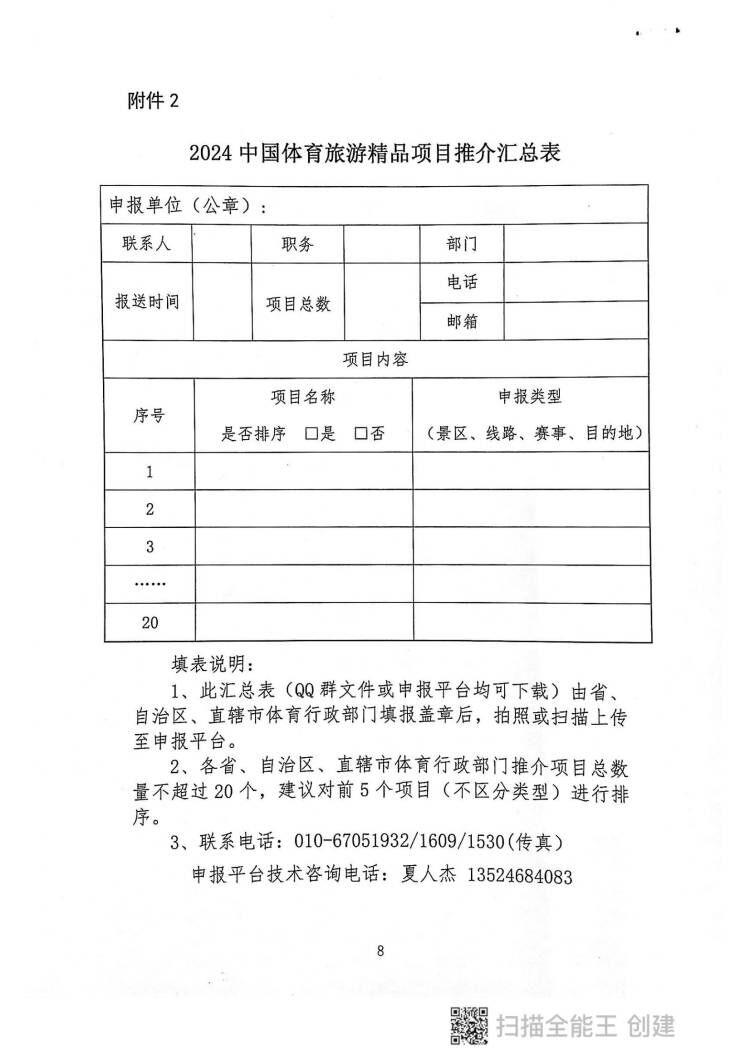 附件 2
2024 中国体育旅游精品项目推介汇总表
申报单位（公章）：
联系人 职务 部门
报送时间 项目总数 电话
邮箱
项目内容
序号 项目名称 申报类型
是否排序 □是 □否 （景区、线路、赛事、目的地）
1
2
3
……
20
填表说明：
1、此汇总表（QQ 群文件或申报平台均可下载）由省、
自治区、直辖市体育行政部门填报盖章后，拍照或扫描上传
至申报平台。
2、各省、自治区、直辖市体育行政部门推介项目总数
量不超过 20 个，建议对前 5 个项目（不区分类型）进行排
序。
3、联系电话：010-67051932/1609/1530(传真)
申报平台技术咨询电话：夏人杰 13524684083
8
扫描全能王 创建